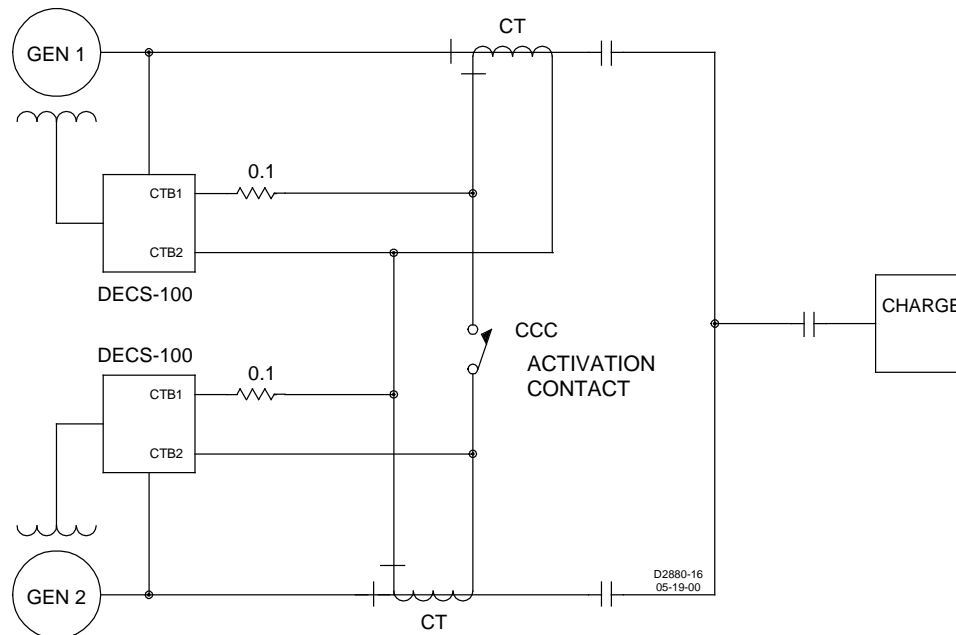 CT
GEN 1
0.1
CTB1
CTB2
DECS-100
CHARGE
CCC
ACTIVATION
CONTACT
DECS-100
0.1
CTB1
CTB2
D2880-16
05-19-00
GEN 2
CT